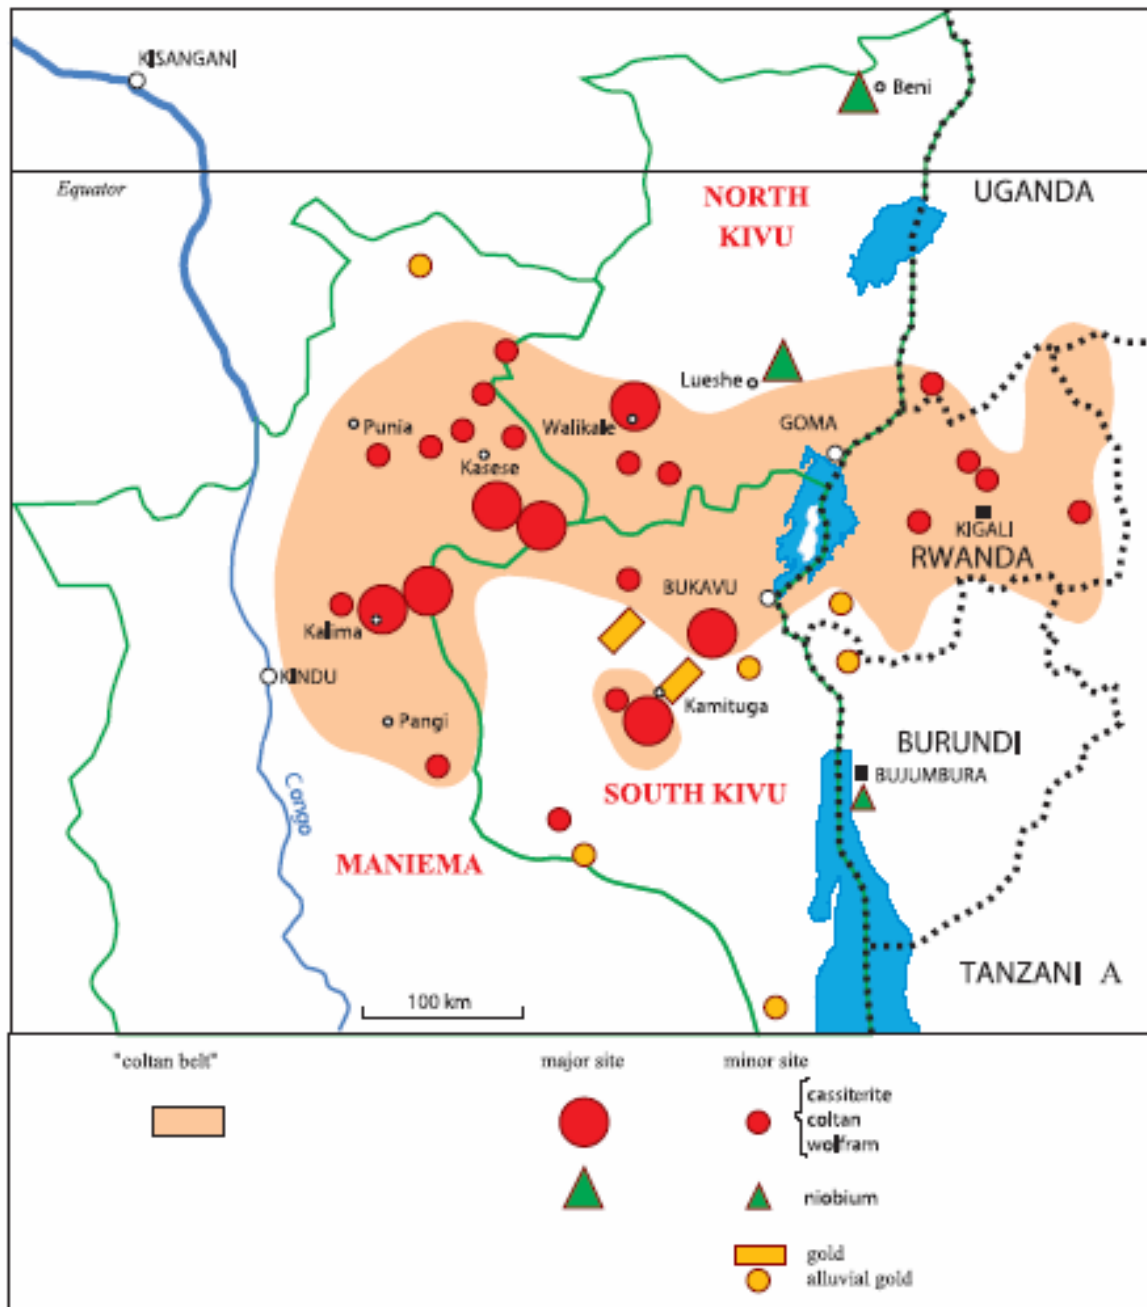 KISANGANI
Beni
Equator
NORTH
KIVU
UGANDA
Lueshe
Punia
Walikale
GOMA
Kasese
KIGALI
RWANDA
BUKAVU
Kalima
KINDU
Kamituga
Pangi
BURUNDI
BUJUMBURA
SOUTH KIVU
Congo
MANIEMA
TANZANI A
100 km
"coltan belt"
major site
minor site
cassiterite
coltan
wolfram
niobium
gold
alluvial gold